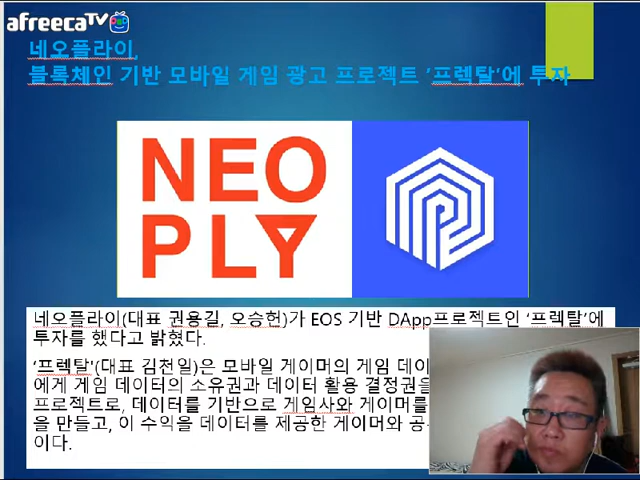 afreecaTV
네오플라이,
블록체인 기반 모바일 게임 광고 프로젝트 '프렉탈'에 투자
NEO
PLY
네오플라이(대표 권용길, 오승헌)가 EOS 기반 DApp프로젝트인 '프렉탈'에
투자를 했다고 밝혔다.
'프렉탈'(대표 김천일)은 모바일 게이머의 게임 데이
에게 게임 데이터의 소유권과 데이터 활용 결정권을
프로젝트로, 데이터를 기반으로 게임사와 게이머를
을 만들고, 이 수익을 데이터를 제공한 게이머와 공
이다.